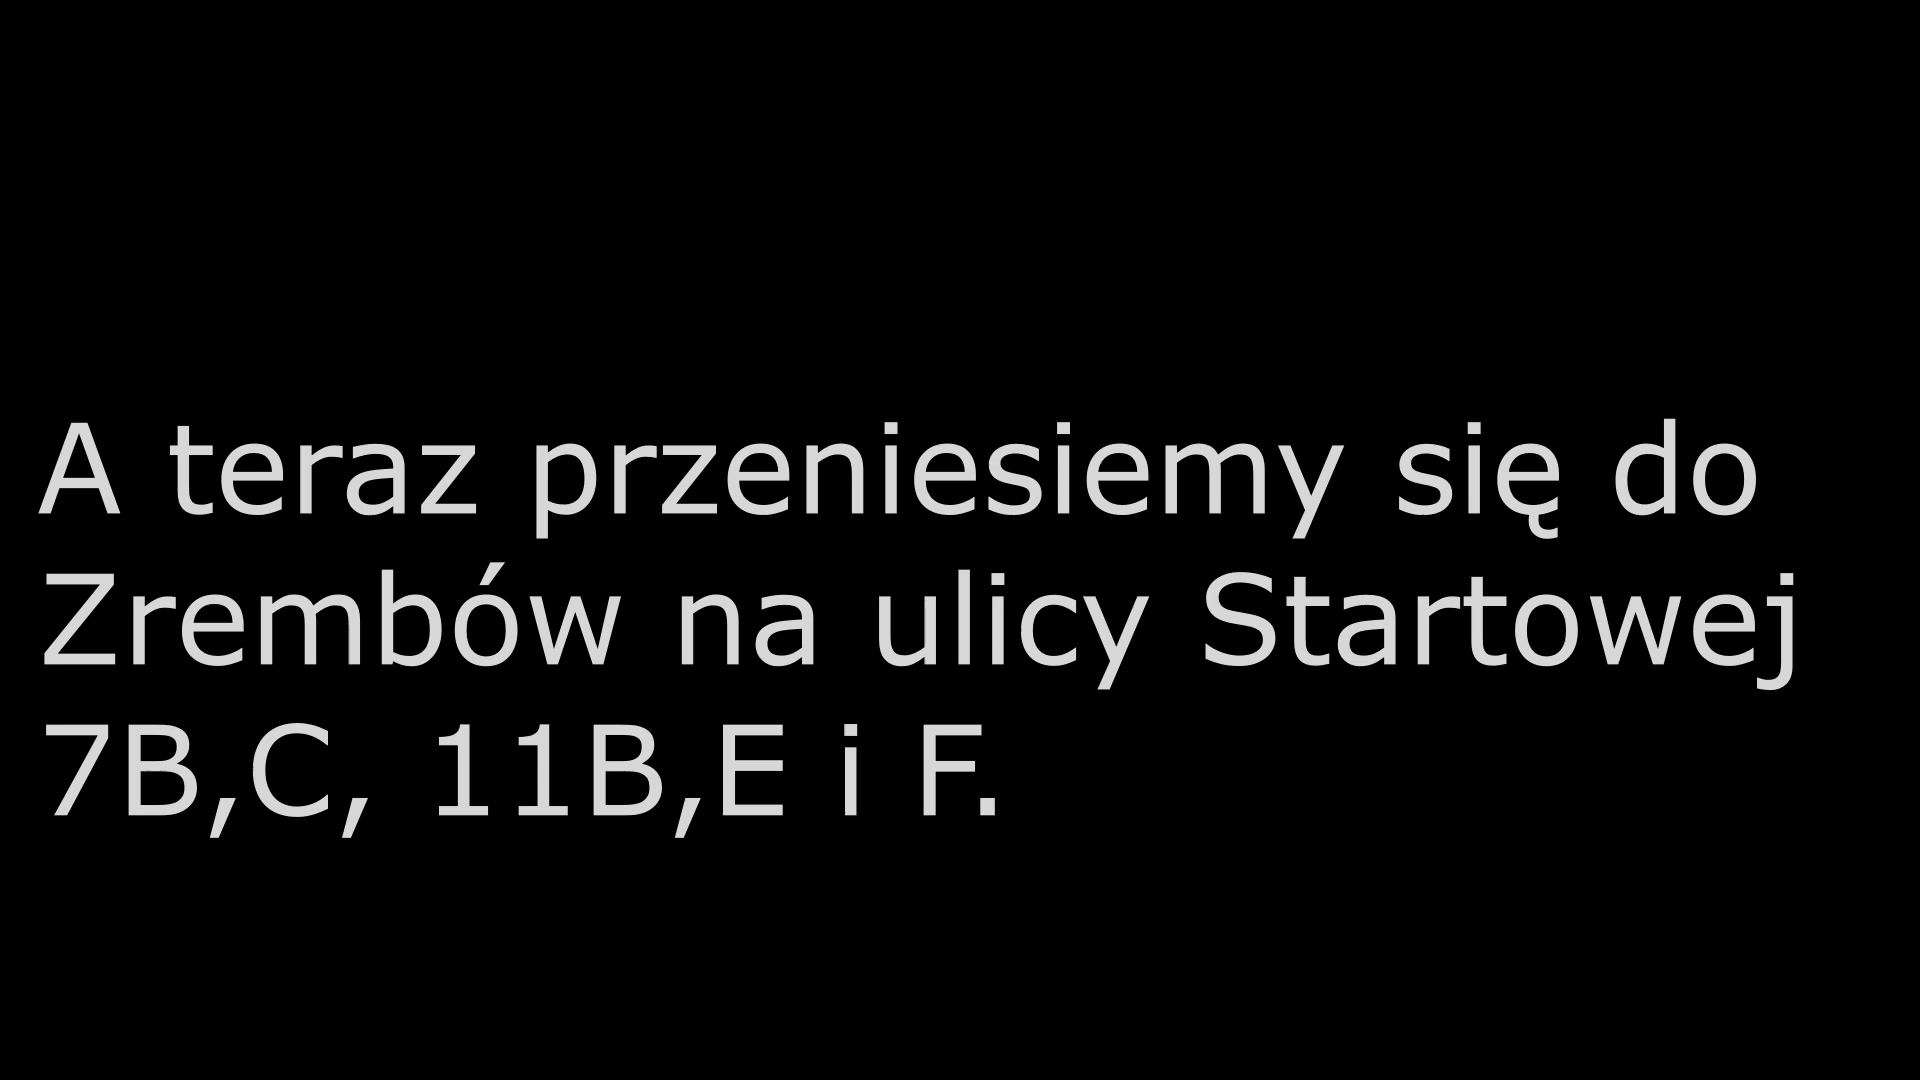 A teraz przeniesiemy się do
Zrembów na ulicy Startowej
7B,C, 11B,E i F.